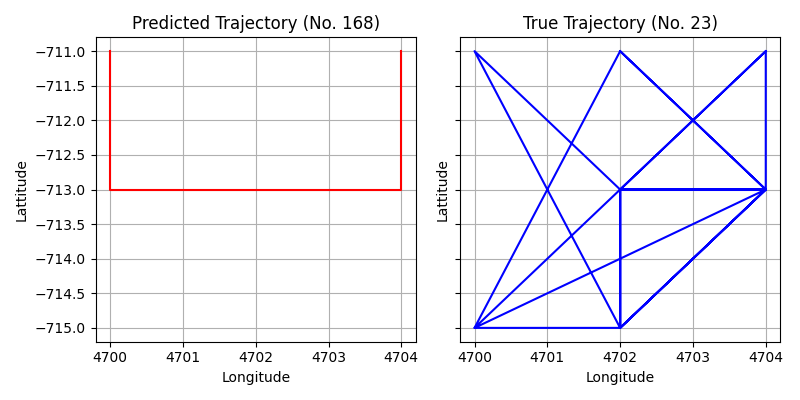 Predicted Trajectory (No. 168)
True Trajectory (No. 23)
Lattitude
−711.0
−711.5
−712.0
−712.5
−713.0
−713.5
−714.0
−714.5
−715.0
4700 4701 4702 4703 4704
Longitude
Lattitude
4700 4701 4702 4703 4704
Longitude